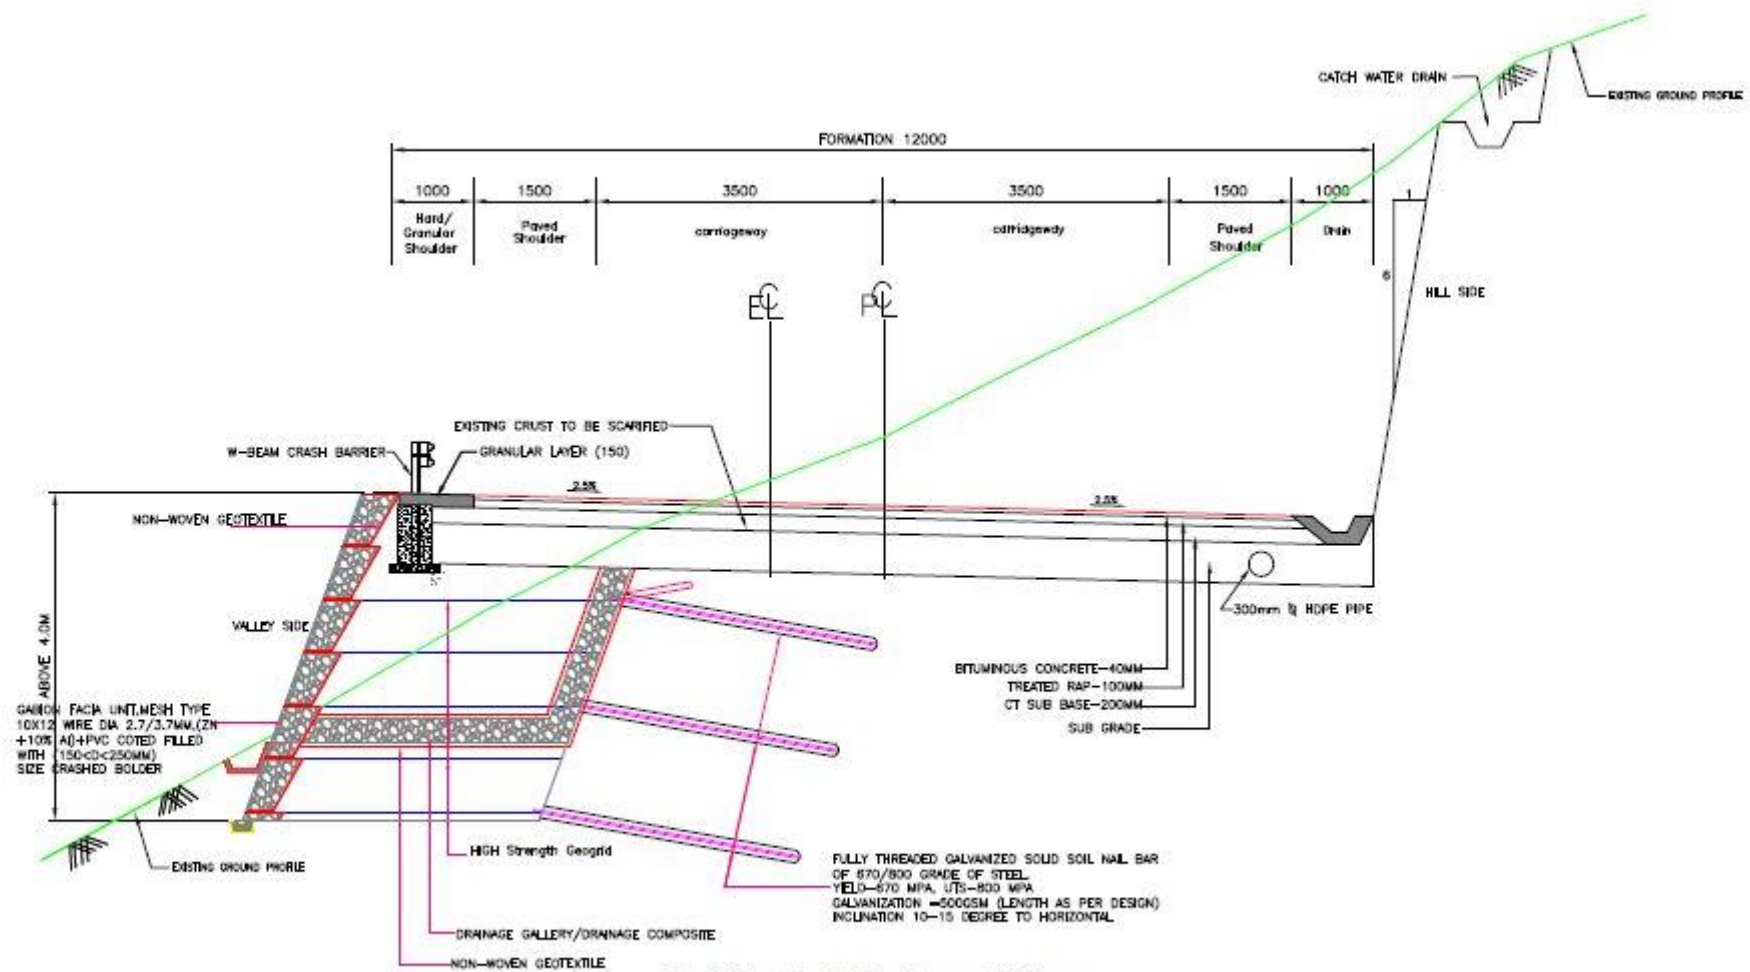 CATCH WATER DRAIN
EXISTING GROUND PROFILE
FORMATION 12000
1000
1500
3500
3500
1500
1000
Hard/
Granular
Shoulder
Paved
Shoulder
carriageway
Paved
Shoulder
Drain
1
6
HILL SIDE
ECL
PCL
EXISTING CRUST TO BE SCARIFIED
W-BEAM CRASH BARRIER
GRANULAR LAYER (150)
2.5%
2.5%
NON-WOVEN GEOTEXTILE
ABOVE 4.0M
VALLEY SIDE
300mm HDPE PIPE
BITUMINOUS CONCRETE-40MM
TREATED RAP-100MM
CT SUB BASE-200MM
SUB GRADE
GABION FACIA UNIT,MESH TYPE
10X12 WIRE DIA 2.7/3.7MM,(ZN
+10% Al)+PVC COTED FILLED
WITH (150<D<250MM)
SIZE CRASHED BOLDER
EXISTING GROUND PROFILE
HIGH Strength Geogrid
FULLY THREADED GALVANIZED SOLID SOIL NAIL BAR
OF 670/800 GRADE OF STEEL
YIELD-670 MPA, UTS-800 MPA
GALVANIZATION =500GSM (LENGTH AS PER DESIGN)
INCLINATION 10-15 DEGREE TO HORIZONTAL
DRAINAGE GALLERY/DRAINAGE COMPOSITE
NON-WOVEN GEOTEXTILE